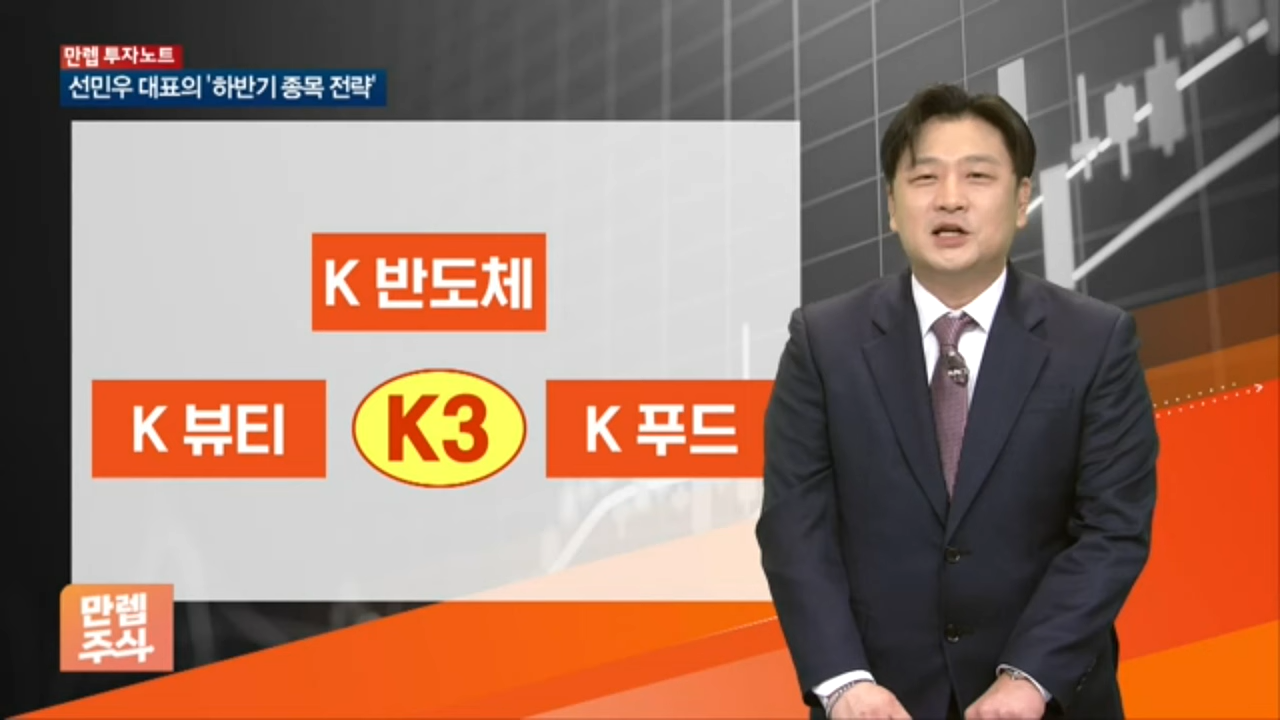 만렙 투자노트
선민우 대표의 '하반기 종목 전략'
K 반도체
K 뷰티
K3
K 푸드
만렙
주식